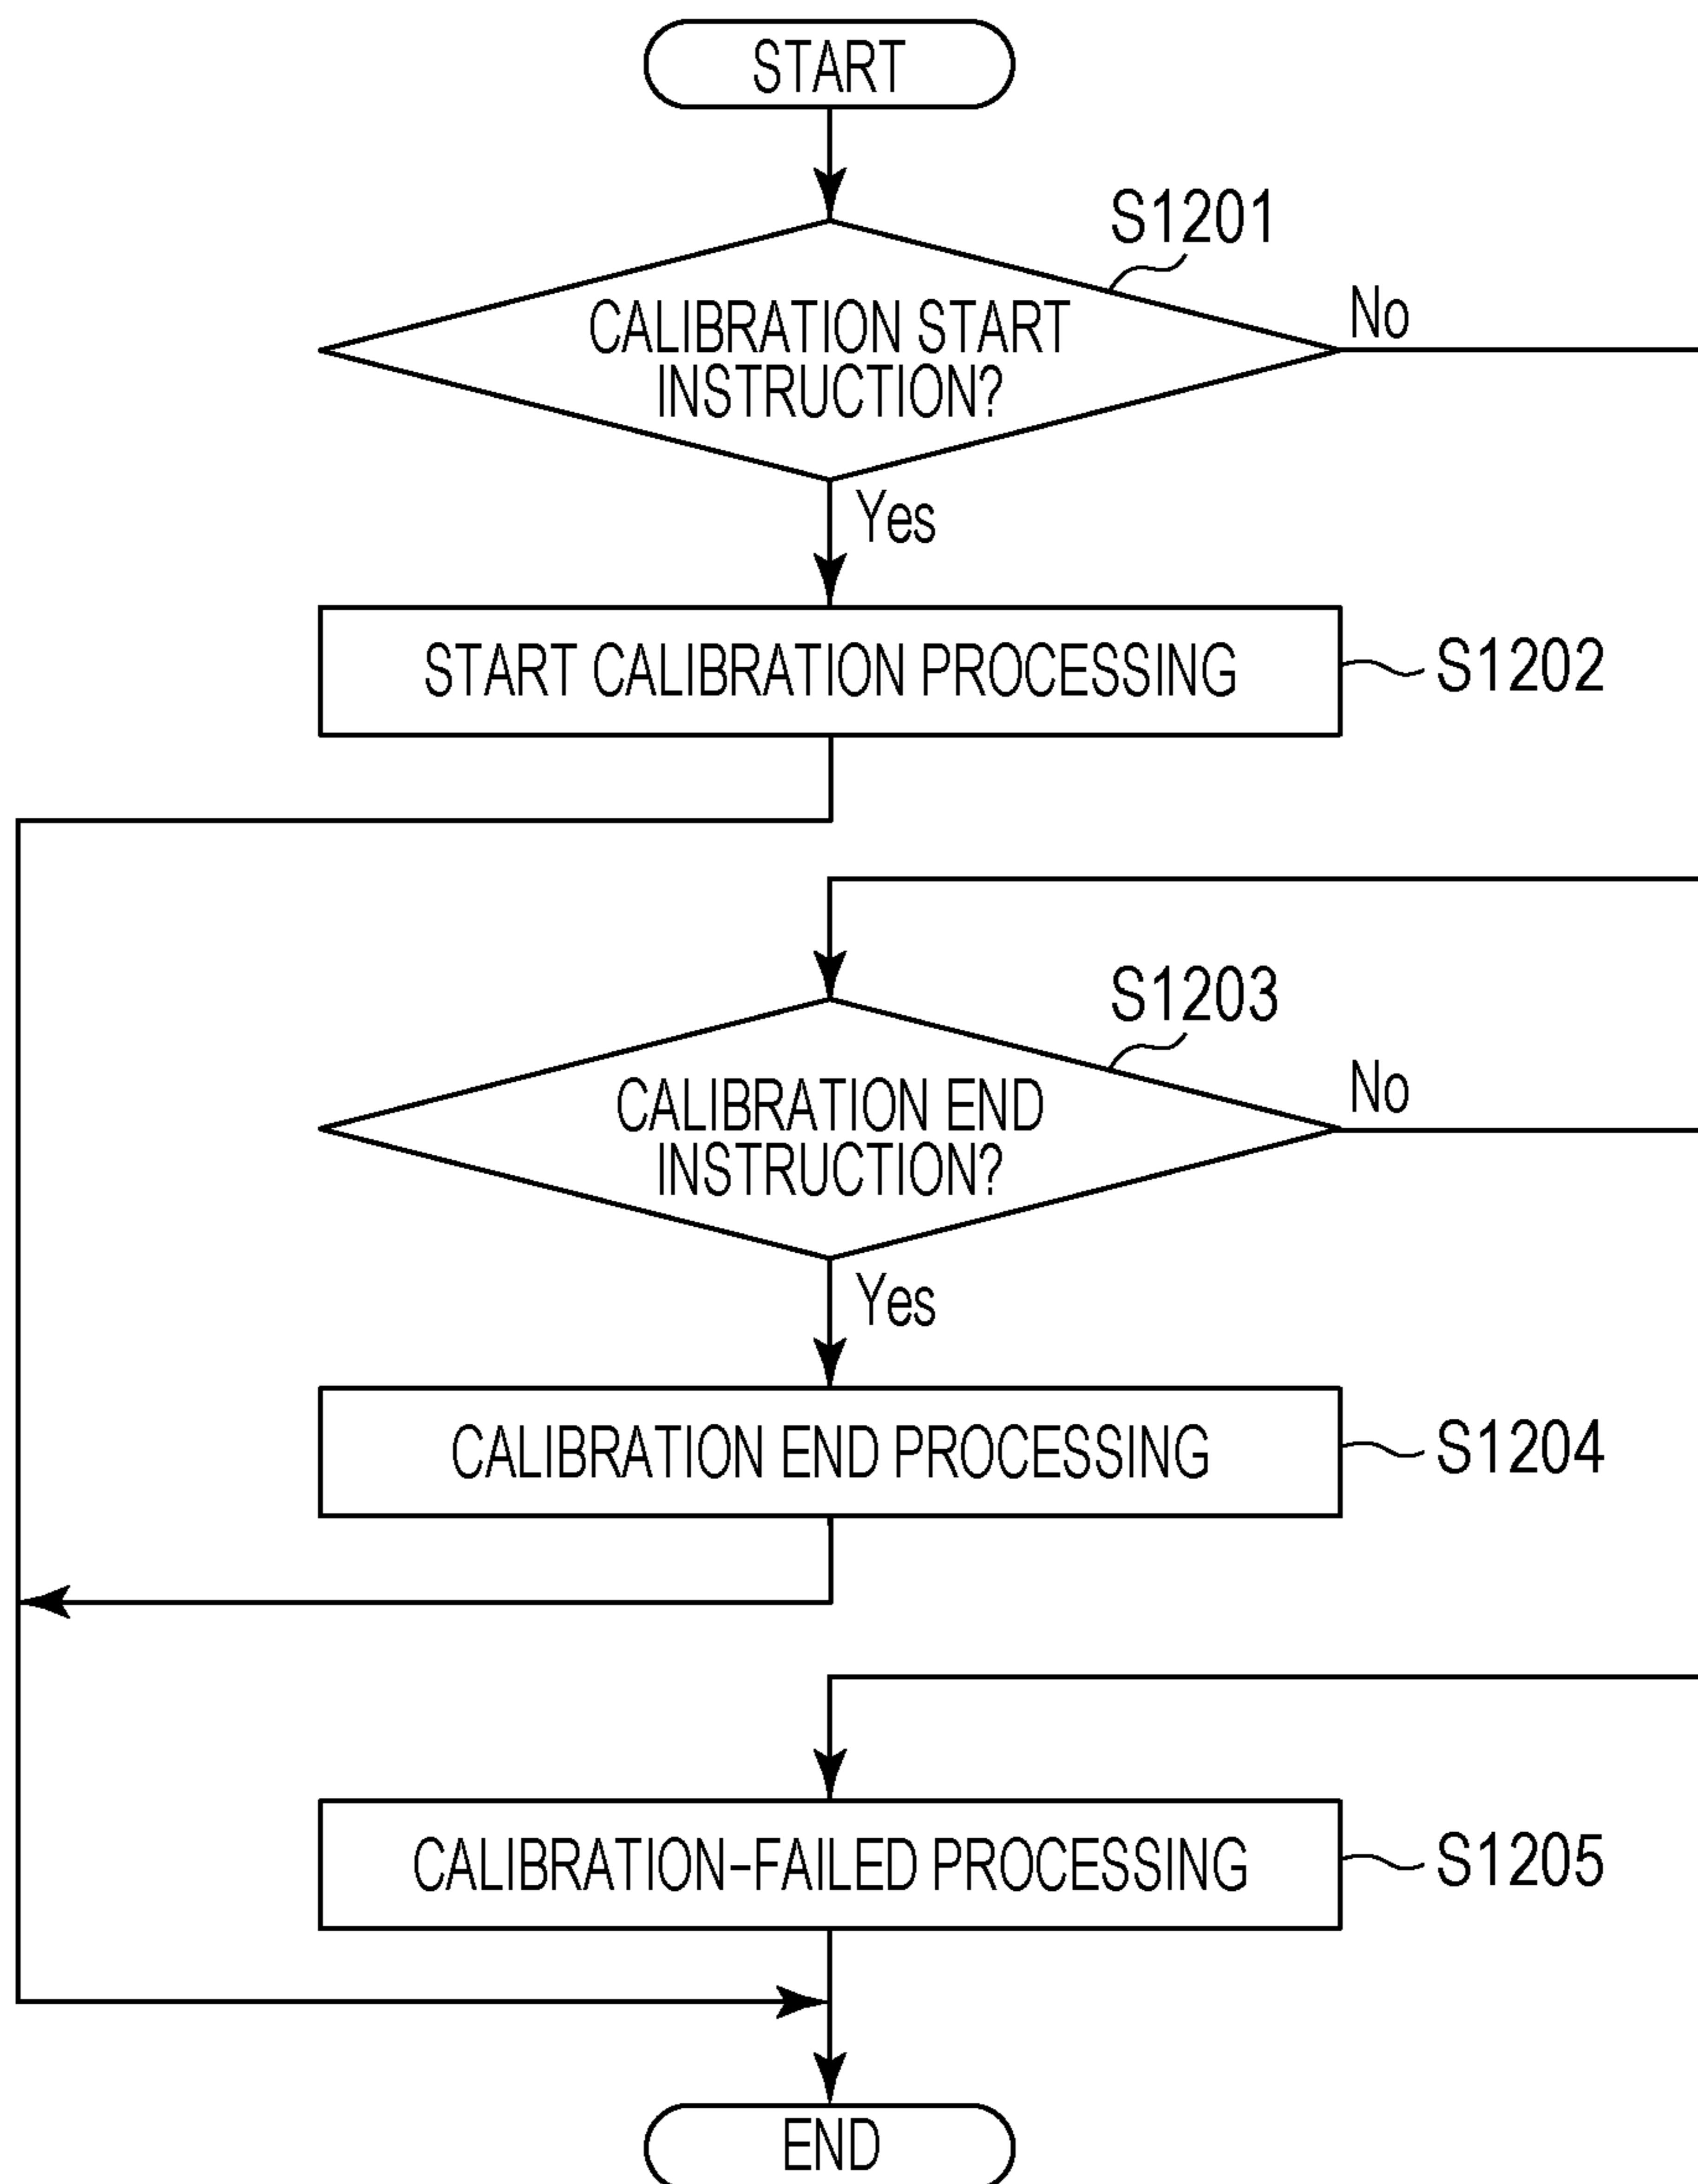 START
S1201
CALIBRATION START
INSTRUCTION?
No
Yes
START CALIBRATION PROCESSING
S1202
S1203
CALIBRATION END
INSTRUCTION?
No
Yes
CALIBRATION END PROCESSING
S1204
CALIBRATION-FAILED PROCESSING
S1205
END